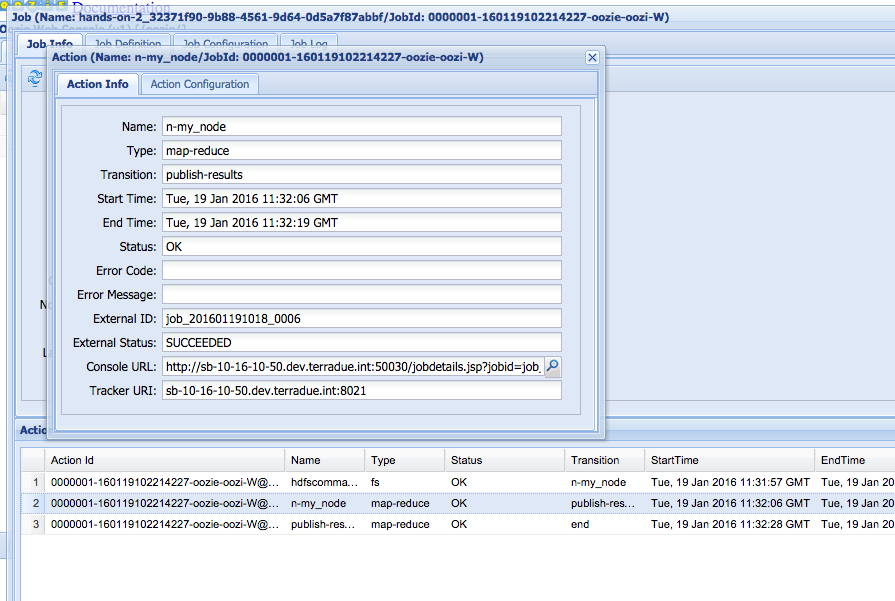 Documentation
Job (Name: hands-on-2_32371f90-9b88-4561-9d64-0d5a7f87abbf/JobId: 0000001-160119102214227-oozie-oozi-W)
Job Info Job Definition Job Configuration Job Log
Action (Name: n-my_node/JobId: 0000001-160119102214227-oozie-oozi-W)
Action Info Action Configuration
Name: n-my_node
Type: map-reduce
Transition: publish-results
Start Time: Tue, 19 Jan 2016 11:32:06 GMT
End Time: Tue, 19 Jan 2016 11:32:19 GMT
Status: OK
Error Code:
Error Message:
External ID: job_201601191018_0006
External Status: SUCCEEDED
Console URL: http://sb-10-16-10-50.dev.terradue.int:50030/jobdetails.jsp?jobid=job_
Tracker URI: sb-10-16-10-50.dev.terradue.int:8021
Actio
Action Id Name Type Status Transition StartTime EndTime
1 0000001-160119102214227-oozie-oozi-W@... hdfscomma... fs OK n-my_node Tue, 19 Jan 2016 11:31:57 GMT Tue, 19 Jan 20
2 0000001-160119102214227-oozie-oozi-W@... n-my_node map-reduce OK publish-res... Tue, 19 Jan 2016 11:32:06 GMT Tue, 19 Jan 20
3 0000001-160119102214227-oozie-oozi-W@... publish-res... map-reduce OK end Tue, 19 Jan 2016 11:32:28 GMT Tue, 19 Jan 20